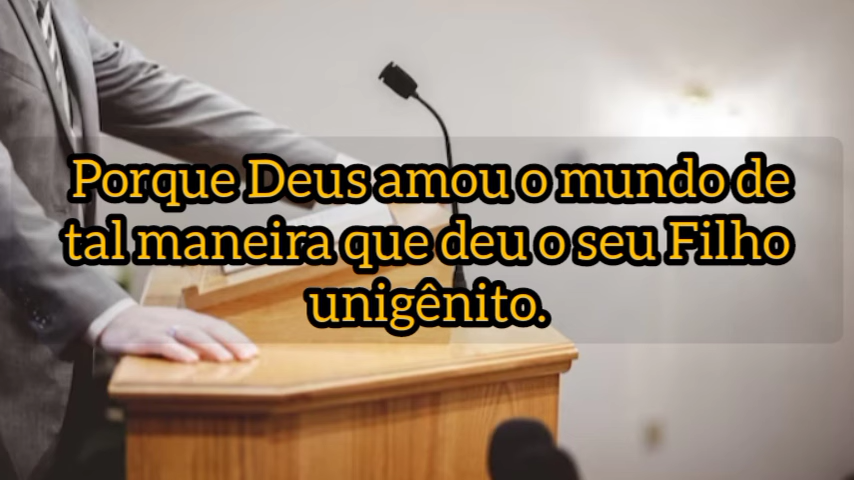 Porque Deus amou o mundo de
tal maneira que deu o seu Filho
unigênito.